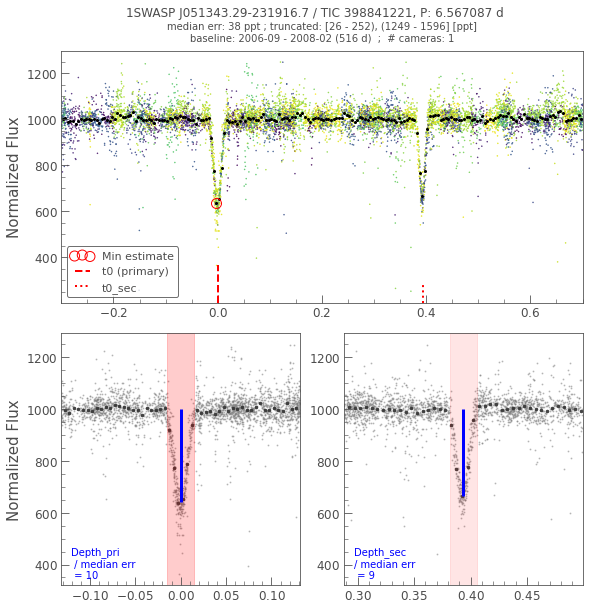 1SWASP J051343.29-231916.7 / TIC 398841221, P: 6.567087 d
median err: 38 ppt ; truncated: [26 - 252), (1249 - 1596] [ppt]
baseline: 2006-09 - 2008-02 (516 d)  ;  # cameras: 1
Normalized Flux
1200
1000
800
600
400
Min estimate
t0 (primary)
t0_sec
−0.2 0.0 0.2 0.4 0.6
Normalized Flux
1200
1000
800
600
400
Depth_pri
/ median err
= 10
−0.10 −0.05 0.00 0.05 0.10
1200
1000
800
600
400
Depth_sec
/ median err
= 9
0.30 0.35 0.40 0.45